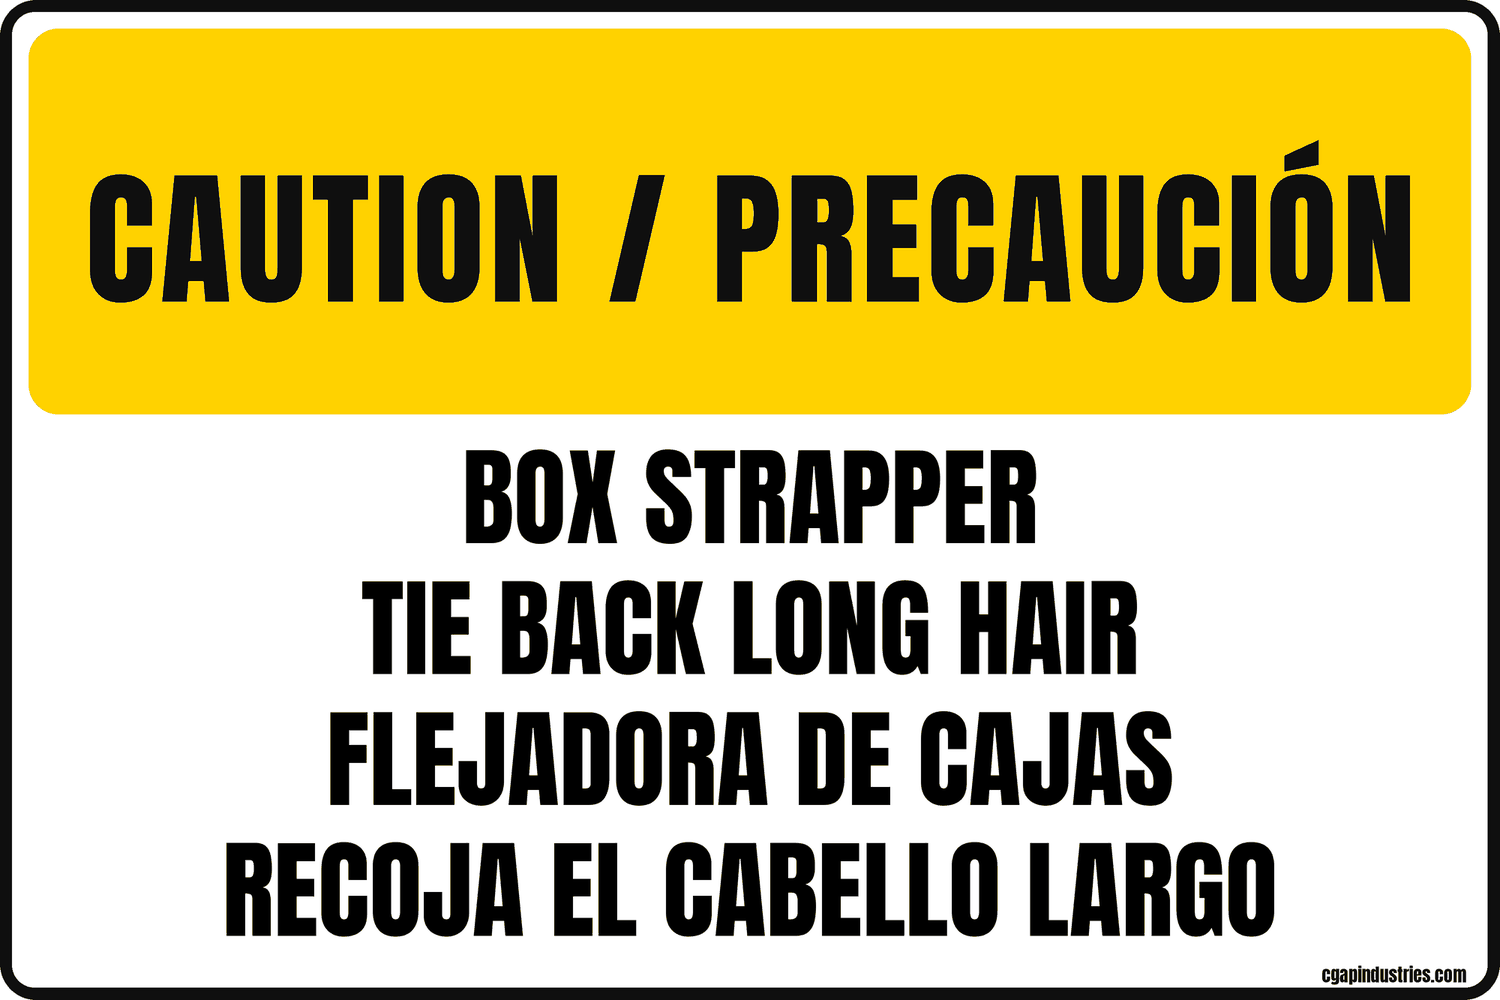 CAUTION / PRECAUCIÓN
BOX STRAPPER
TIE BACK LONG HAIR
FLEJADORA DE CAJAS
RECOJA EL CABELLO LARGO
cgapindustries.com